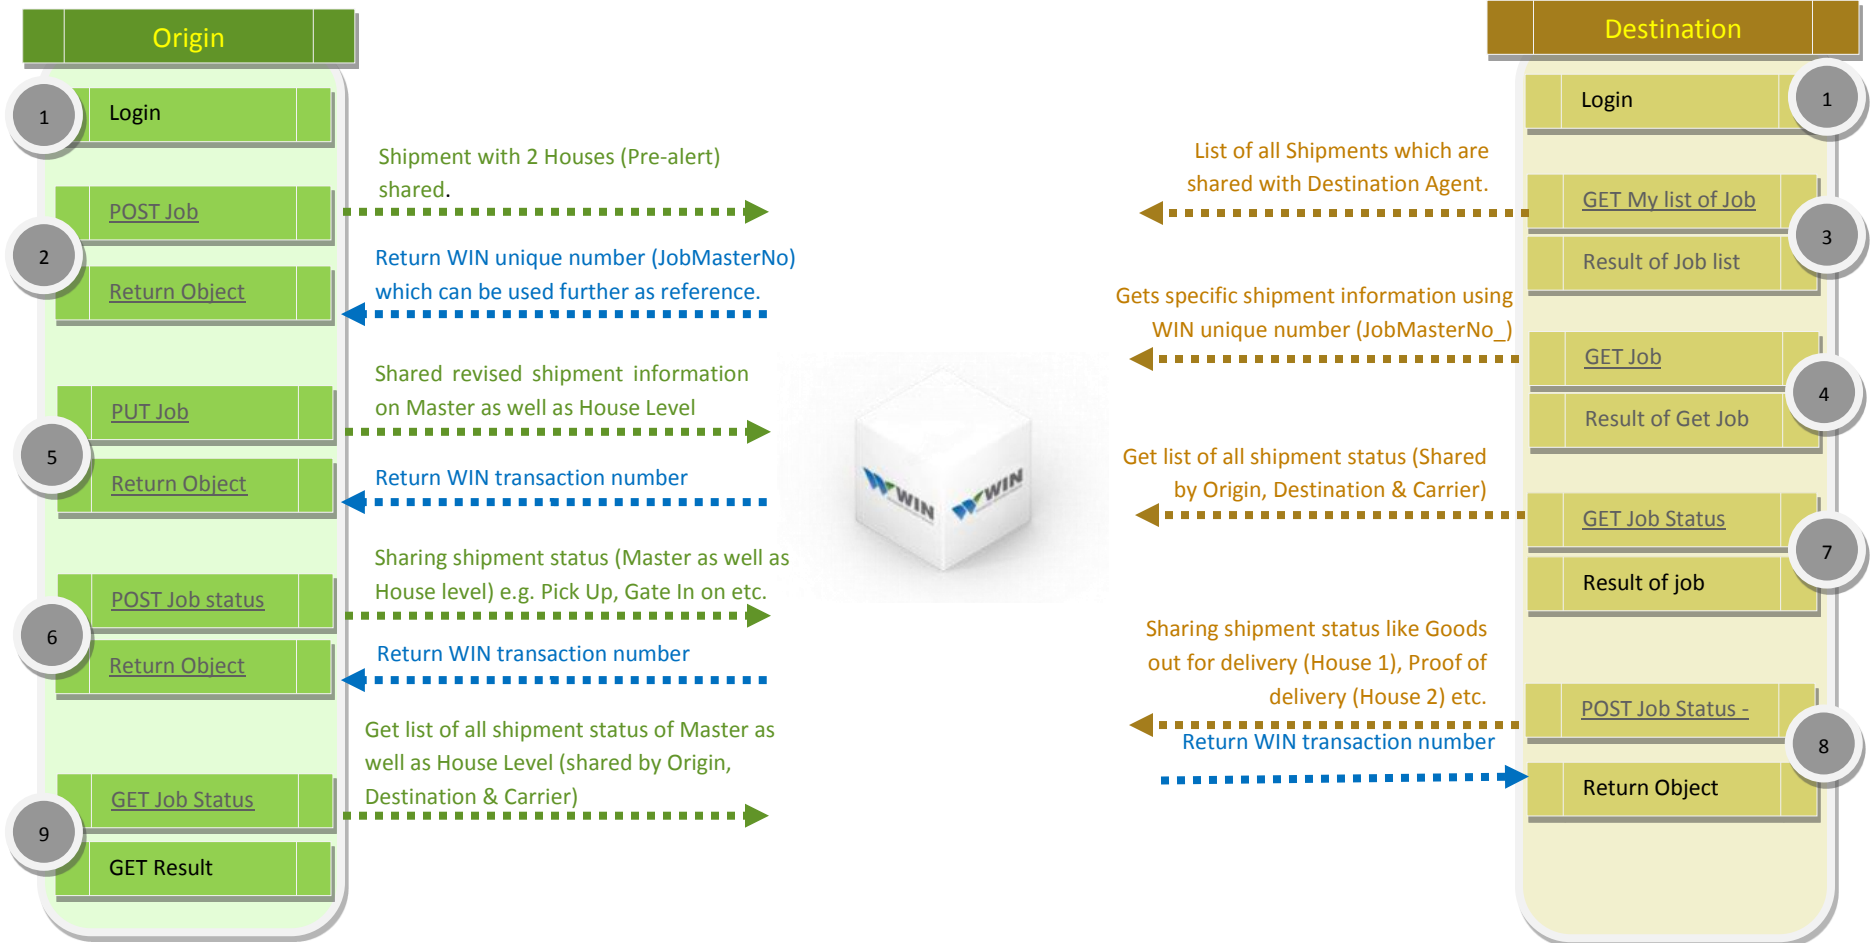 Origin
1
Login
Shipment with 2 Houses (Pre-alert)
shared.
POST Job
2
Return WIN unique number (JobMasterNo)
which can be used further as reference.
Return Object
Shared revised shipment information
on Master as well as House Level
PUT Job
5
Return WIN transaction number
Return Object
Sharing shipment status (Master as well as
House level) e.g. Pick Up, Gate In on etc.
POST Job status
6
Return WIN transaction number
Return Object
Get list of all shipment status of Master as
well as House Level (shared by Origin,
Destination & Carrier)
GET Job Status
9
GET Result
WIN
WIN
Destination
Login
1
List of all Shipments which are
shared with Destination Agent.
GET My list of Job
3
Result of Job list
Gets specific shipment information using
WIN unique number (JobMasterNo_)
GET Job
4
Result of Get Job
Get list of all shipment status (Shared
by Origin, Destination & Carrier)
GET Job Status
7
Result of job
Sharing shipment status like Goods
out for delivery (House 1), Proof of
delivery (House 2) etc.
POST Job Status -
8
Return WIN transaction number
Return Object